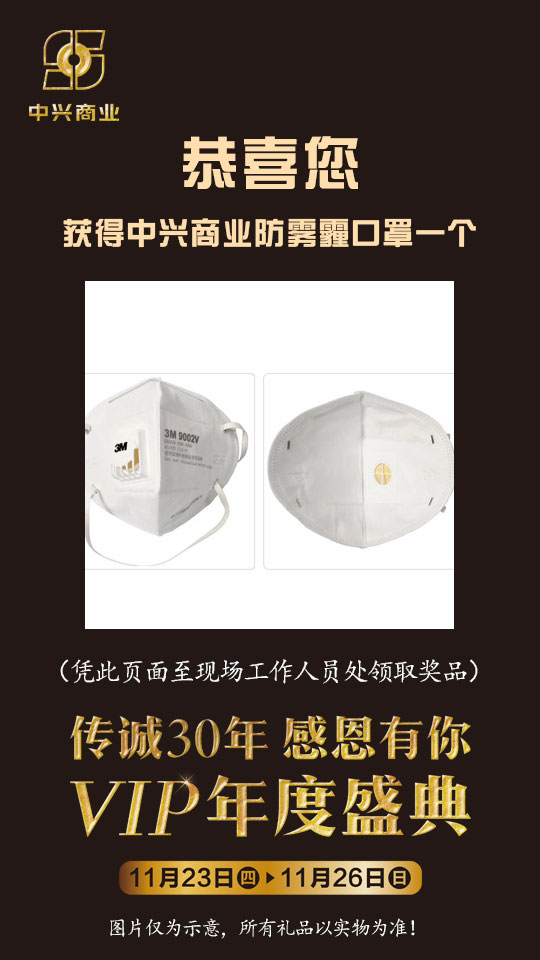 中兴商业
恭喜您
获得中兴商业防雾霾口罩一个
3M 9002V
3M
（凭此页面至现场工作人员处领取奖品）
传诚30年 感恩有你
VIP年度盛典
11月23日四 ▶ 11月26日日
图片仅为示意，所有礼品以实物为准！